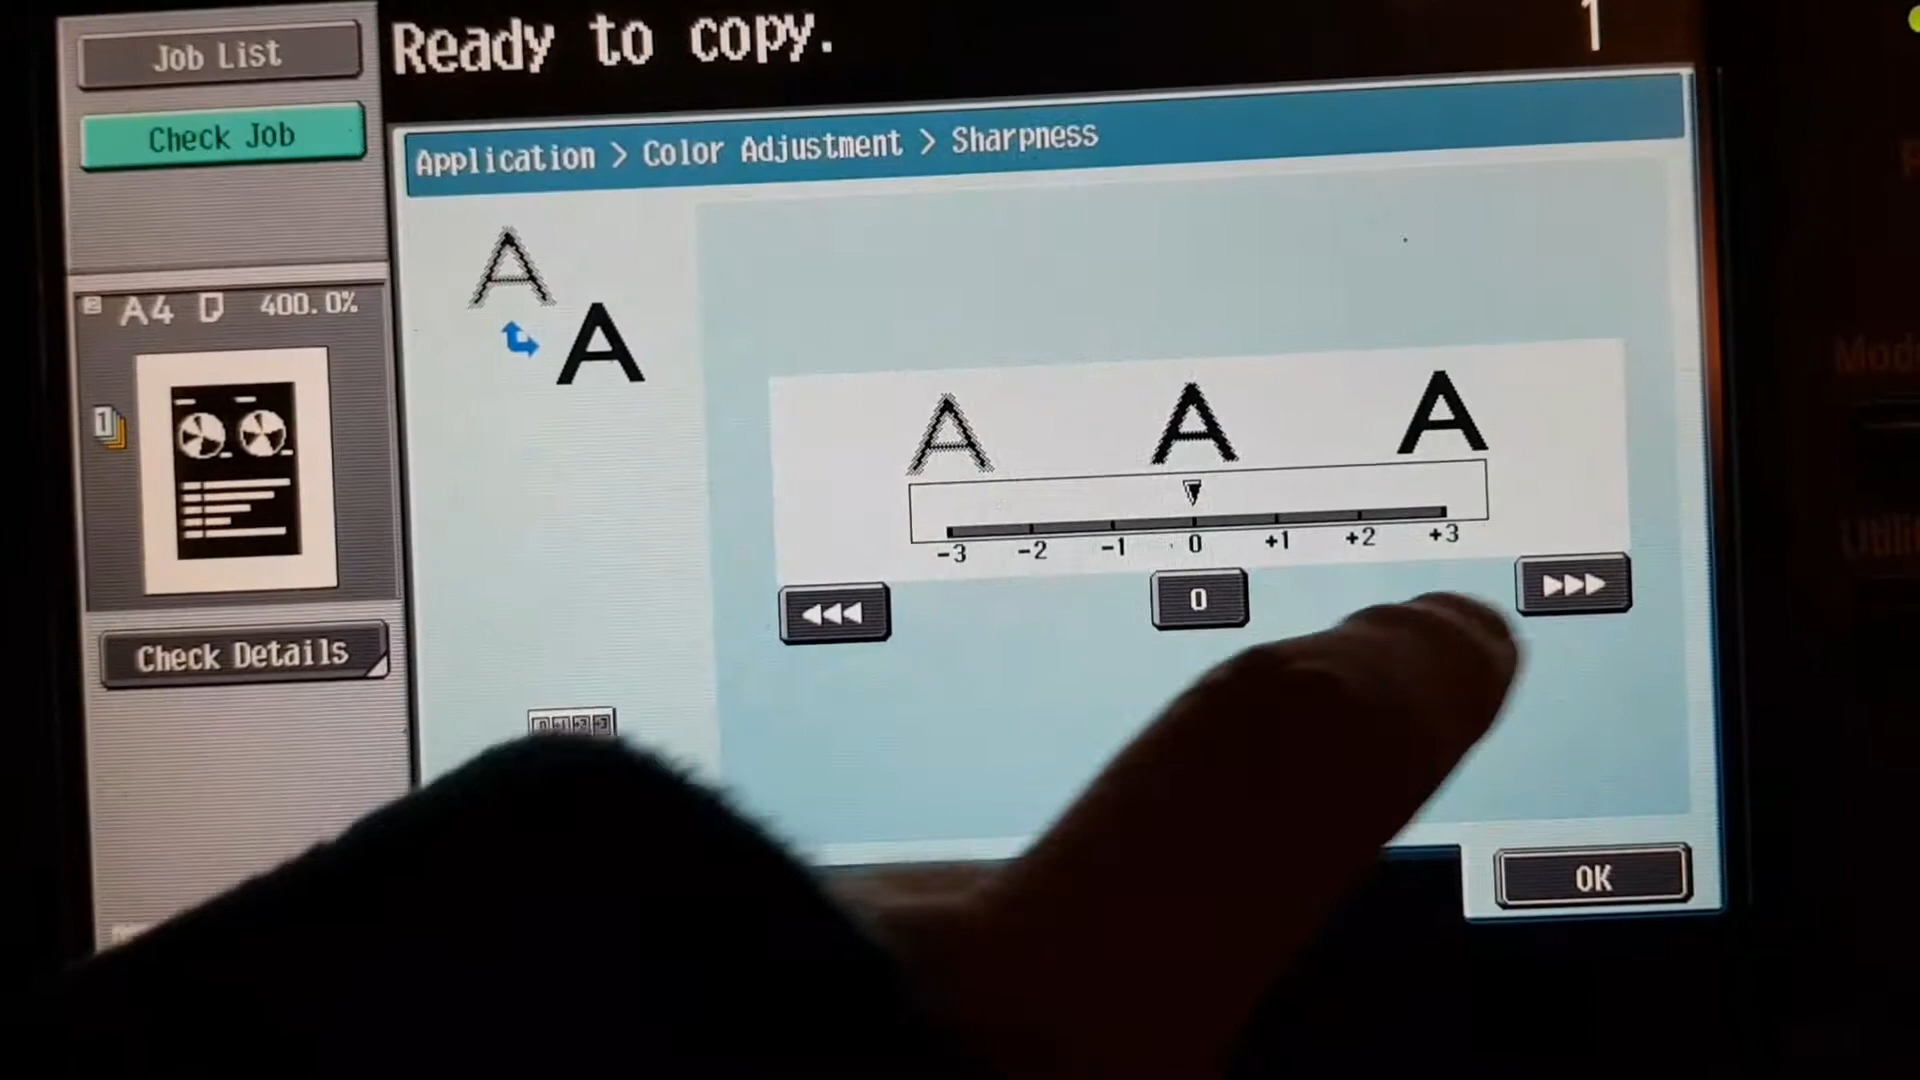 Job List
Ready to copy.
1
Check Job
Application > Color Adjustment > Sharpness
A4 400.0%
A
A
A A A
1
-3 -2 -1 0 +1 +2 +3
0
Check Details
OK